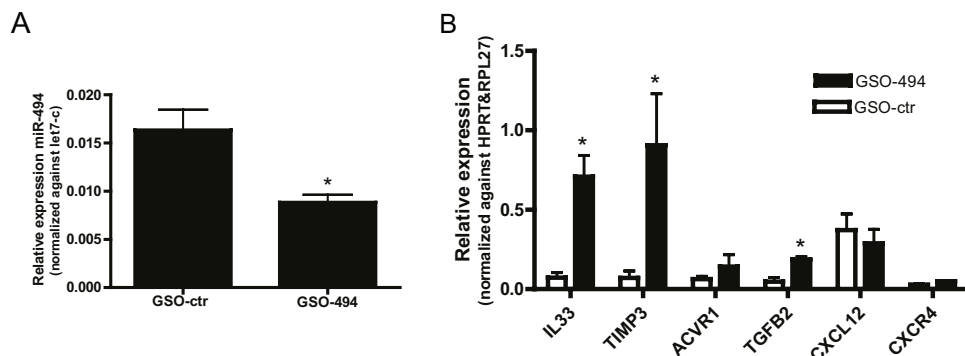 A
Relative expression miR-494
(normalized against let7-c)
0.020
0.015
0.010
0.005
0.000
*
GSO-ctr
GSO-494
B
Relative expression
(normalized against HPRT&RPL27)
1.5
1.0
0.5
0.0
*
*
*
GSO-494
GSO-ctr
IL33
TIMP3
ACVR1
TGFB2
CXCL12
CXCR4